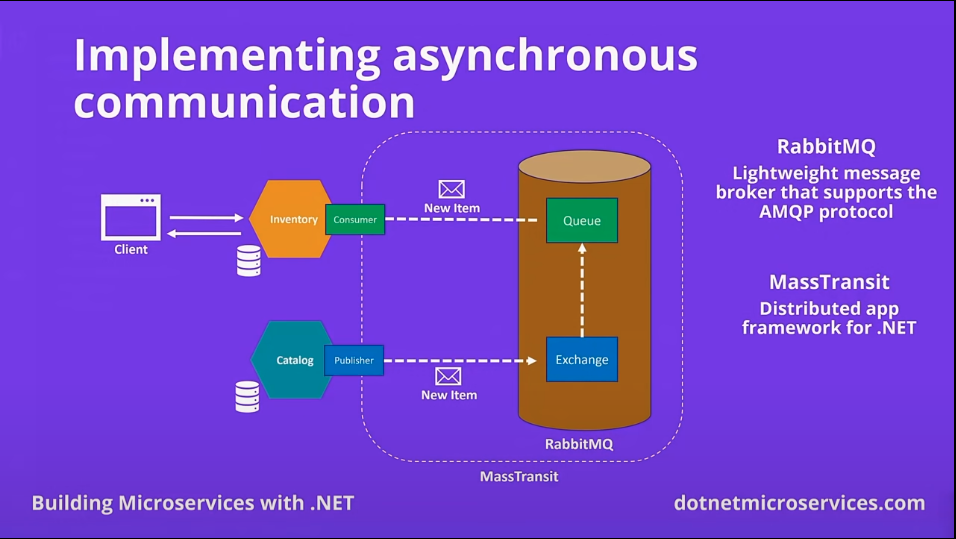 Implementing asynchronous
communication
RabbitMQ
Lightweight message
broker that supports the
AMQP protocol
MassTransit
Distributed app
framework for .NET
Client
Inventory
Consumer
New Item
Queue
Catalog
Publisher
New Item
Exchange
RabbitMQ
MassTransit
Building Microservices with .NET
dotnetmicroservices.com